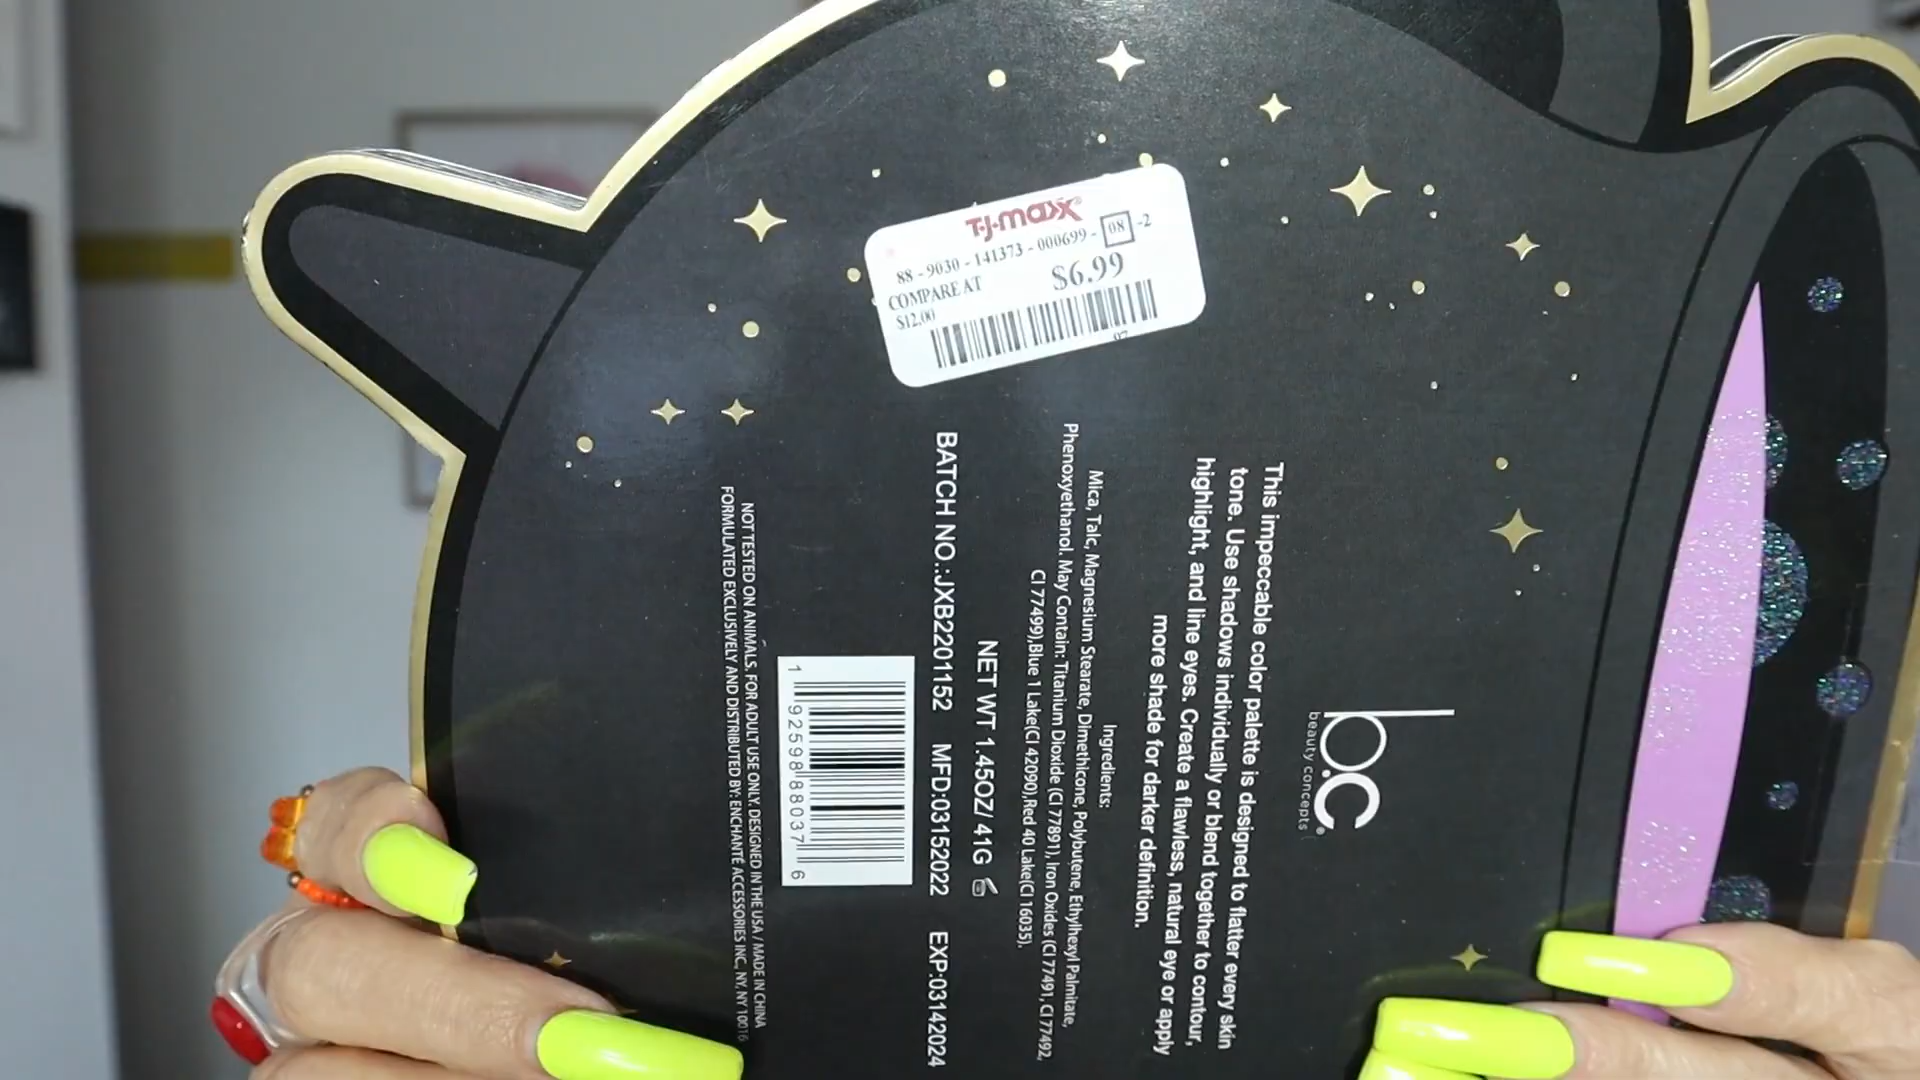 T.J.maxx®
88 - 9030 - 141373 - 000699 - 08 -2
COMPARE AT $6.99
$12.00
07
b.c®
beauty concepts
This impeccable color palette is designed to flatter every skin
tone. Use shadows individually or blend together to contour,
highlight, and line eyes. Create a flawless, natural eye or apply
more shade for darker definition.
Ingredients:
Mica, Talc, Magnesium Stearate, Dimethicone, Polybutene, Ethylhexyl Palmitate,
Phenoxyethanol. May Contain: Titanium Dioxide (CI 77891), Iron Oxides (CI 77491, CI 77492,
CI 77499),Blue 1 Lake(CI 42090),Red 40 Lake(CI 16035).
NET WT 1.45OZ/ 41G
BATCH NO.:JXB2201152 MFD:03152022 EXP:03142024
1 92598 88037 6
NOT TESTED ON ANIMALS. FOR ADULT USE ONLY. DESIGNED IN THE USA / MADE IN CHINA
FORMULATED EXCLUSIVELY AND DISTRIBUTED BY: ENCHANTÉ ACCESSORIES INC. NY, NY 10016